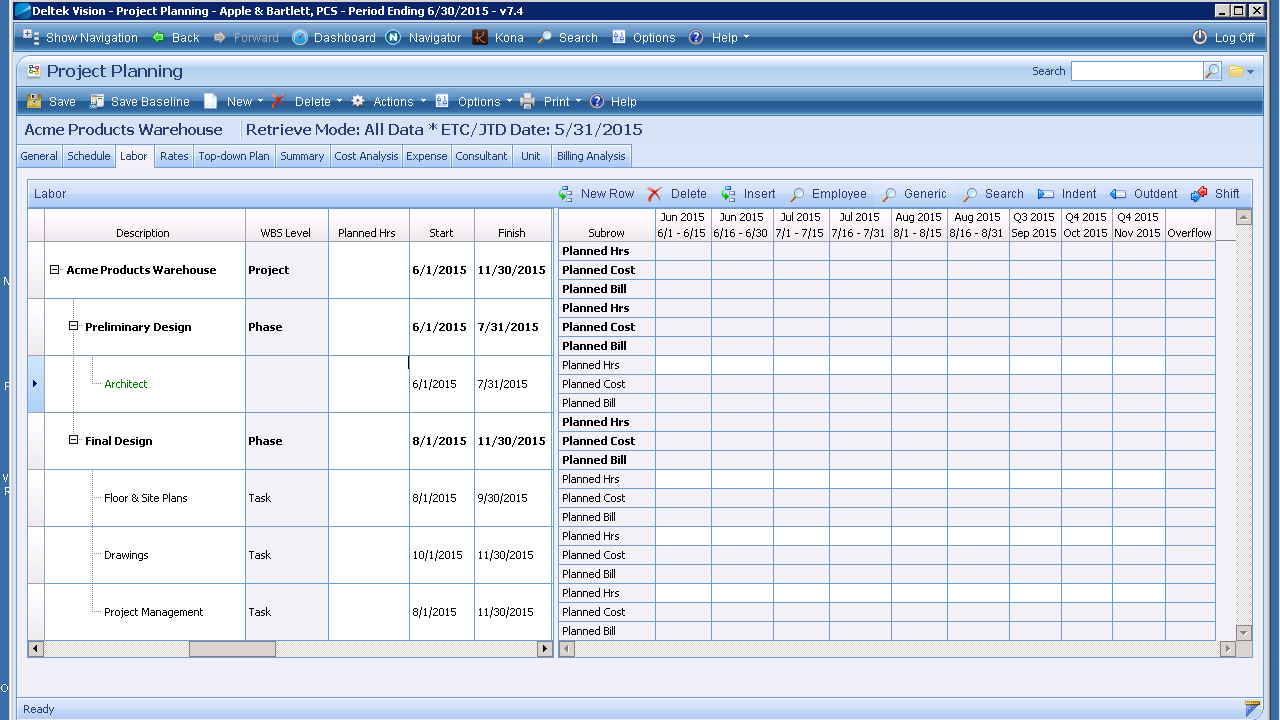 Deltek Vision - Project Planning - Apple & Bartlett, PCS - Period Ending 6/30/2015 - v7.4
Show Navigation Back Forward Dashboard Navigator Kona Search Options Help Log Off
Project Planning Search
Save Save Baseline New Delete Actions Options Print Help
Acme Products Warehouse Retrieve Mode: All Data * ETC/JTD Date: 5/31/2015
General Schedule Labor Rates Top-down Plan Summary Cost Analysis Expense Consultant Unit Billing Analysis
Labor New Row Delete Insert Employee Generic Search Indent Outdent Shift
Jun 2015 Jun 2015 Jul 2015 Jul 2015 Aug 2015 Aug 2015 Q3 2015 Q4 2015 Q4 2015
Description WBS Level Planned Hrs Start Finish Subrow 6/1 - 6/15 6/16 - 6/30 7/1 - 7/15 7/16 - 7/31 8/1 - 8/15 8/16 - 8/31 Sep 2015 Oct 2015 Nov 2015 Overflow
Planned Hrs
Acme Products Warehouse Project 6/1/2015 11/30/2015 Planned Cost
Planned Bill
Planned Hrs
Preliminary Design Phase 6/1/2015 7/31/2015 Planned Cost
Planned Bill
Planned Hrs
Architect 6/1/2015 7/31/2015 Planned Cost
Planned Bill
Planned Hrs
Final Design Phase 8/1/2015 11/30/2015 Planned Cost
Planned Bill
Planned Hrs
Floor & Site Plans Task 8/1/2015 9/30/2015 Planned Cost
Planned Bill
Planned Hrs
Drawings Task 10/1/2015 11/30/2015 Planned Cost
Planned Bill
Planned Hrs
Project Management Task 8/1/2015 11/30/2015 Planned Cost
Planned Bill
Ready